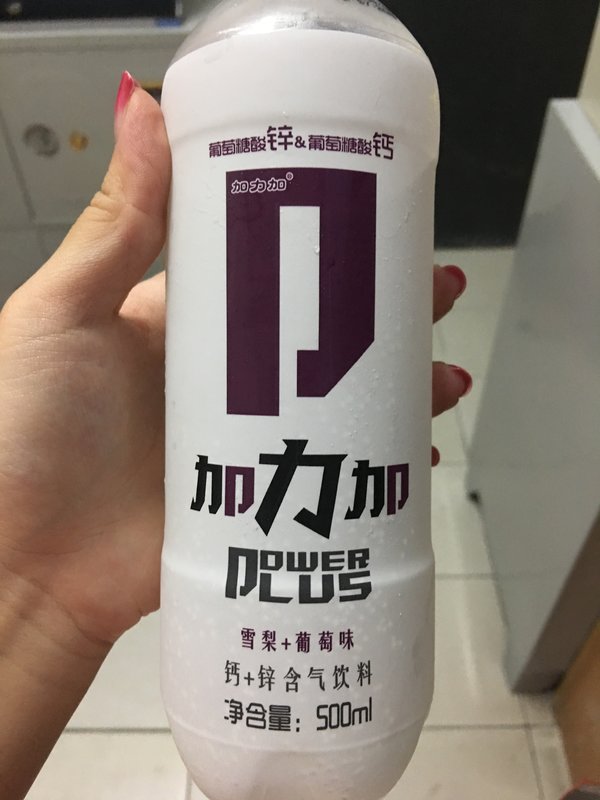 葡萄糖酸锌&葡萄糖酸钙
加力加®
加力加
POWER
PLUS
雪梨+葡萄味
钙+锌含气饮料
净含量：500ml